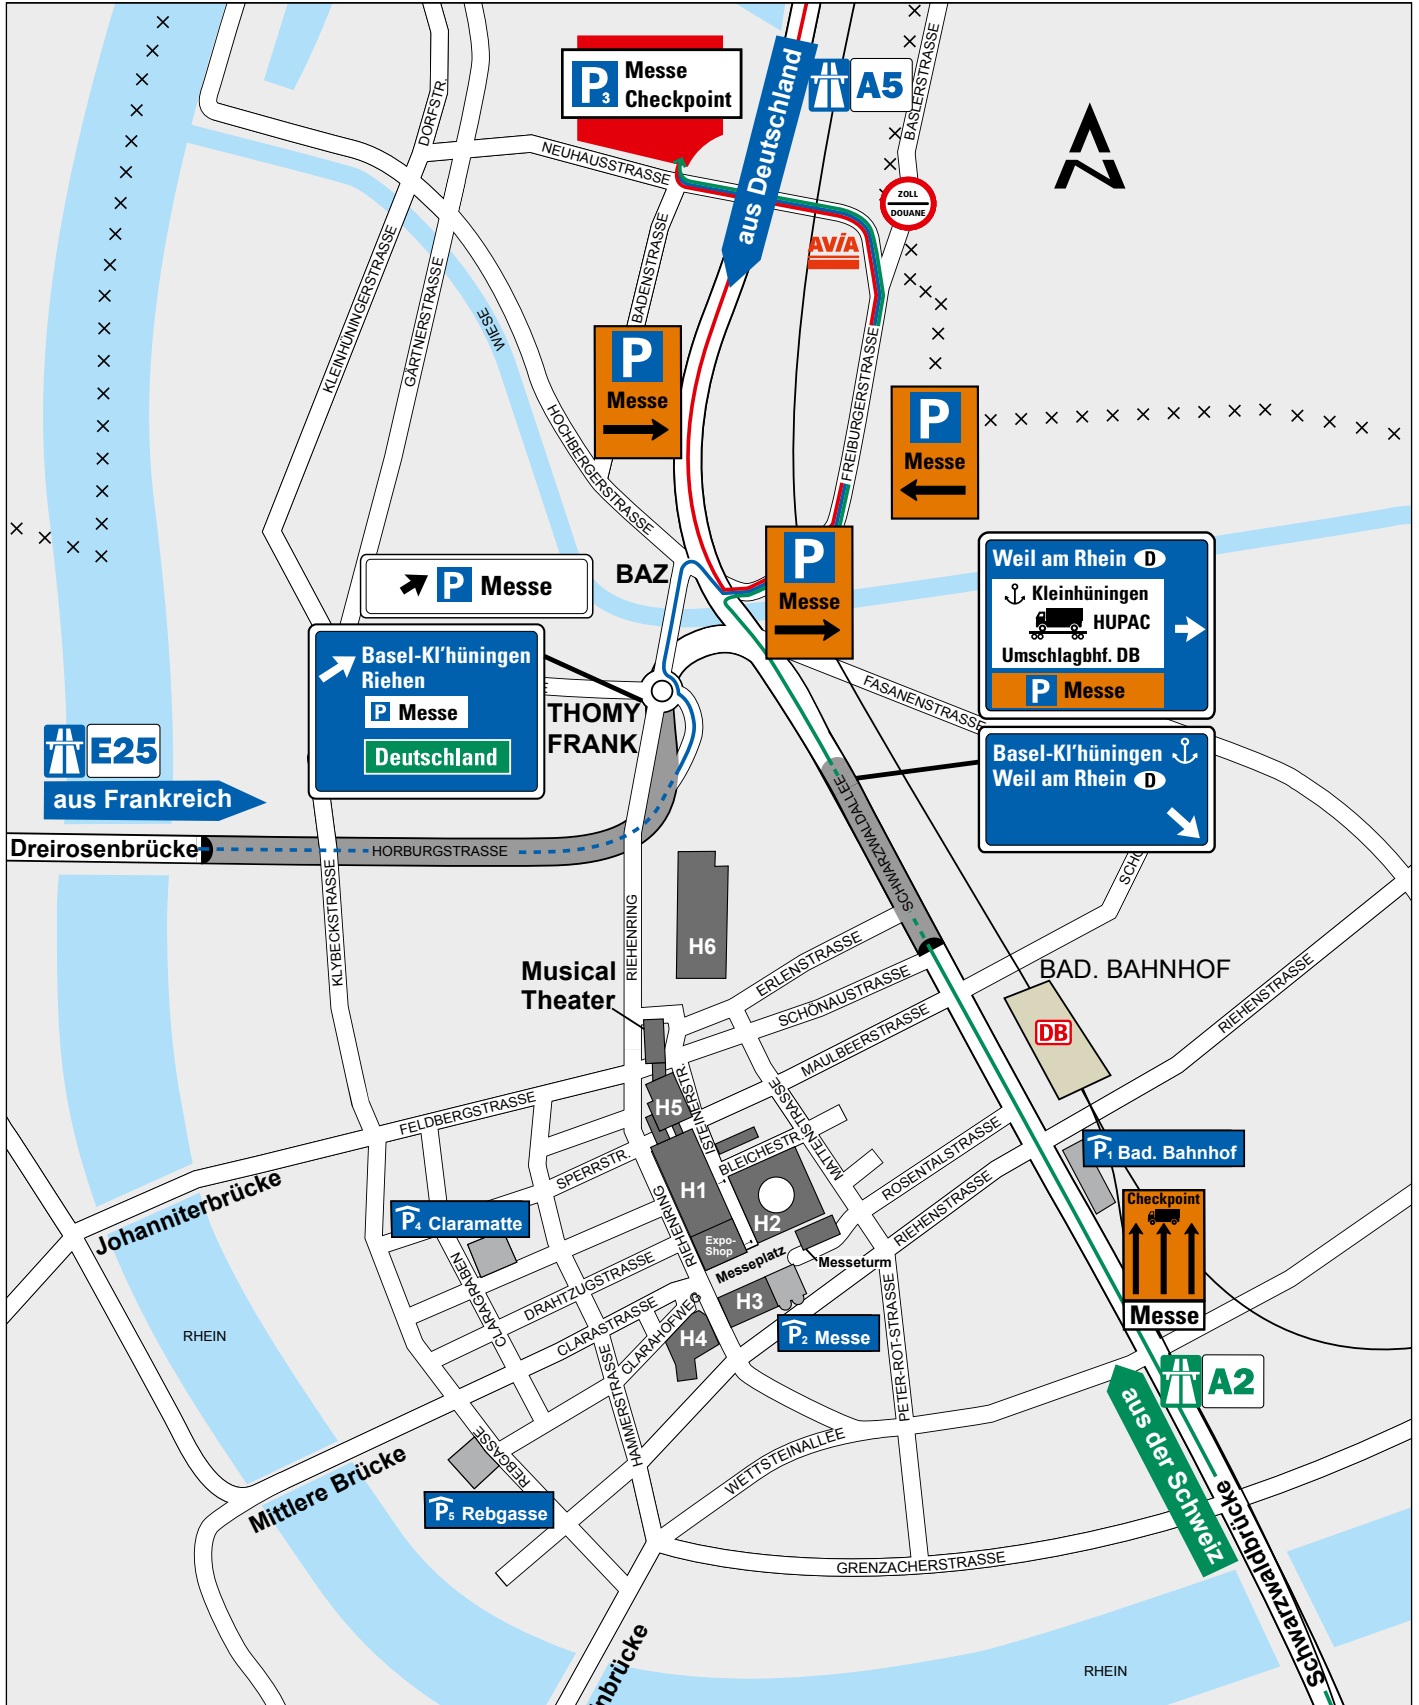 P3 Messe
Checkpoint
aus Deutschland
A5
BASLERSTRASSE
DORFSTR.
NEUHAUSSTRASSE
ZOLL
DOUANE
AVIA
KLEINHÜNINGERSTRASSE
GÄRTNERSTRASSE
BADENSTRASSE
WIESE
P
Messe
HOCHBERGERSTRASSE
FREIBURGERSTRASSE
P
Messe
P
Messe
BAZ
P Messe
Weil am Rhein D
Kleinhüningen
HUPAC
Umschlagbhf. DB
P Messe
Basel-Kl'hüningen
Riehen
P Messe
Deutschland
THOMY
FRANK
FASANENSTRASSE
Basel-Kl'hüningen
Weil am Rhein D
E25
aus Frankreich
Dreirosenbrücke
HORBURGSTRASSE
SCHWARZWALDALLEE
SCHO
KLYBECKSTRASSE
RIEHENRING
H6
ERLENSTRASSE
SCHÖNAUSTRASSE
MAULBEERSTRASSE
Musical
Theater
BAD. BAHNHOF
DB
RIEHENSTRASSE
FELDBERGSTRASSE
H5
ISTEINERSTR.
MATTENSTRASSE
BLEICHESTR.
SPERRSTR.
H1
H2
ROSENTALSTRASSE
RIEHENSTRASSE
P1 Bad. Bahnhof
Johanniterbrücke
P4 Claramatte
RIEHENRING
Expo-
Shop
Messeplatz
Messeturm
Checkpoint
Messe
CLARAGRABEN
DRAHTZUGSTRASSE
CLARASTRASSE
CLARAHOFWEG
H3
H4
P2 Messe
PETER-ROT-STRASSE
RHEIN
HAMMERSTRASSE
A2
aus der Schweiz
REBGASSE
WETTSTEINALLEE
Mittlere Brücke
P5 Rebgasse
GRENZACHERSTRASSE
Schwarzwaldbrücke
nbrücke
RHEIN